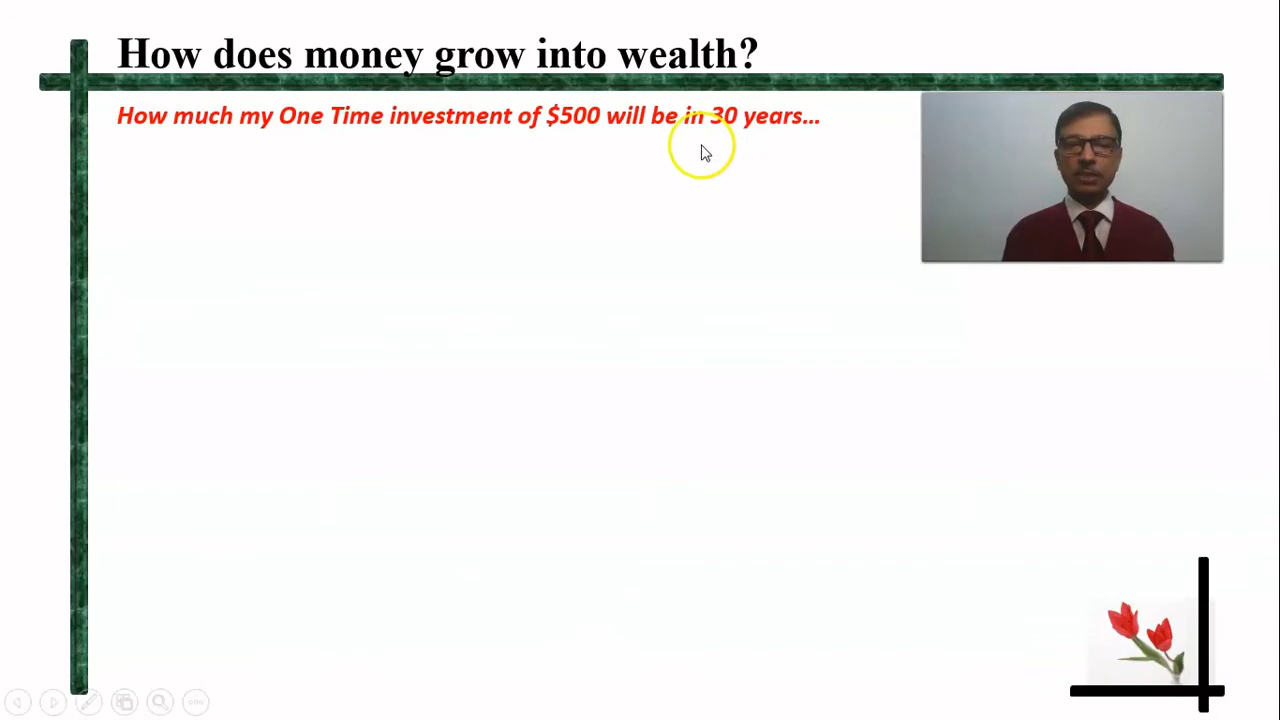 How does money grow into wealth?
How much my One Time investment of $500 will be in 30 years...